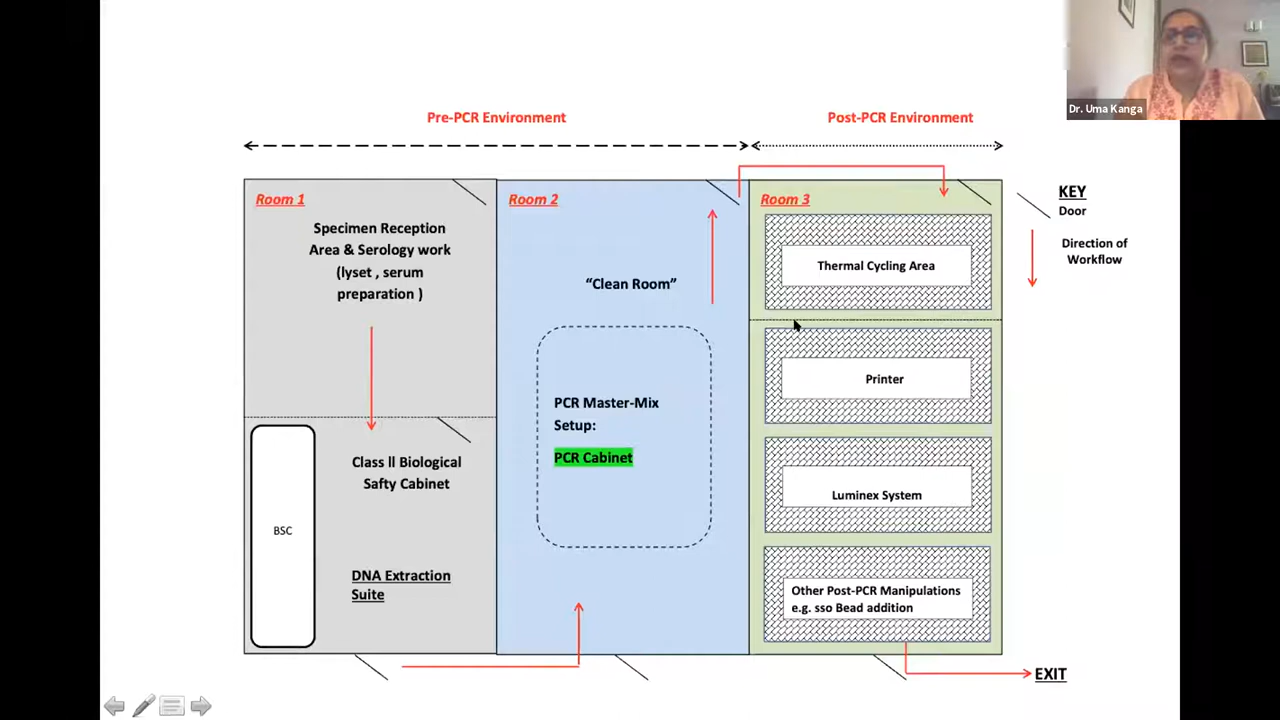 Dr. Uma Kanga
Pre-PCR Environment
Post-PCR Environment
Room 1
Specimen Reception
Area & Serology work
(lyset , serum
preparation )
Class ll Biological
Safty Cabinet
BSC
DNA Extraction
Suite
Room 2
“Clean Room”
PCR Master-Mix
Setup:
PCR Cabinet
Room 3
Thermal Cycling Area
Printer
Luminex System
Other Post-PCR Manipulations
e.g. sso Bead addition
EXIT
KEY
Door
Direction of
Workflow